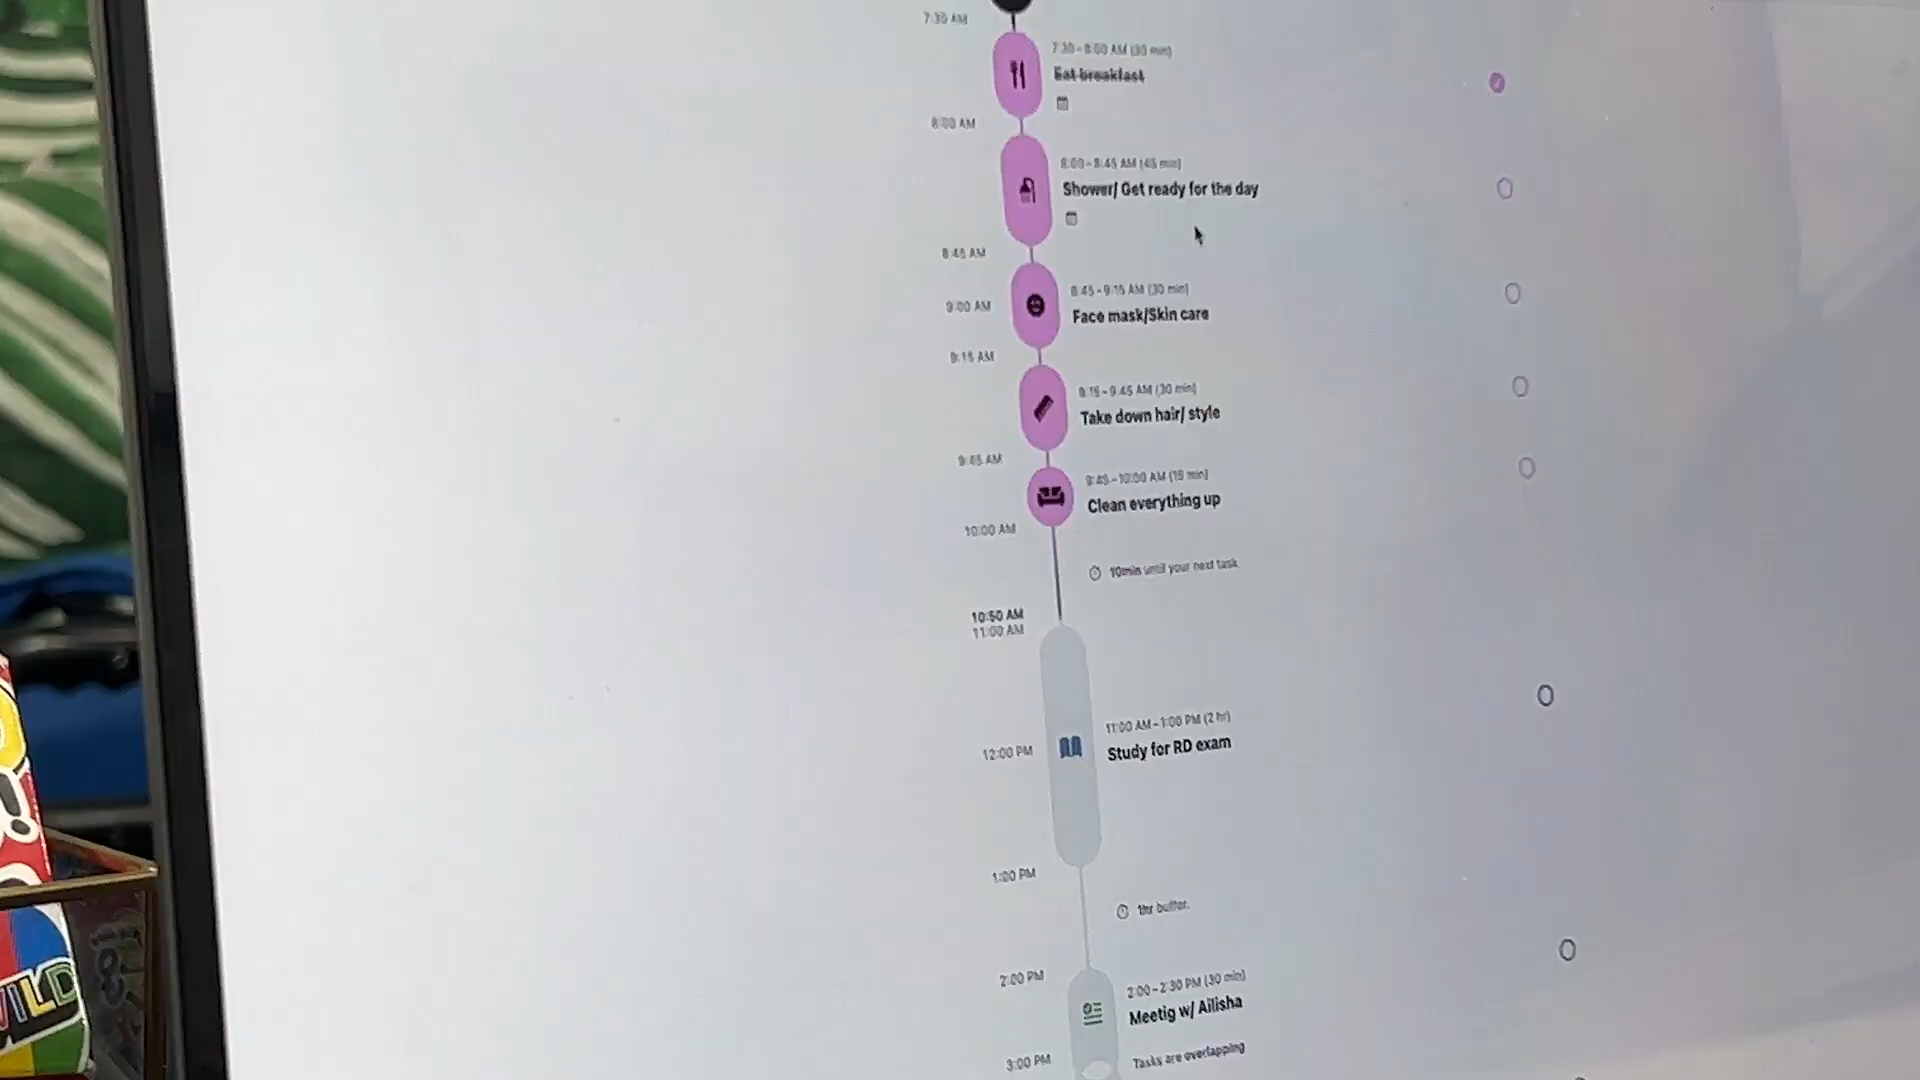 7:30 AM
7:30 – 8:00 AM (30 min)
Eat breakfast
8:00 AM
8:00 – 8:45 AM (45 min)
Shower/ Get ready for the day
8:45 AM
8:45 – 9:15 AM (30 min)
9:00 AM
Face mask/Skin care
9:15 AM
9:15 – 9:45 AM (30 min)
Take down hair/ style
9:45 AM
9:45 – 10:00 AM (15 min)
Clean everything up
10:00 AM
10min until your next task.
10:50 AM
11:00 AM
11:00 AM – 1:00 PM (2 hr)
12:00 PM
Study for RD exam
1:00 PM
1hr buffer.
2:00 PM
2:00 – 2:30 PM (30 min)
Meetig w/ Ailisha
3:00 PM
Tasks are overlapping
WILD